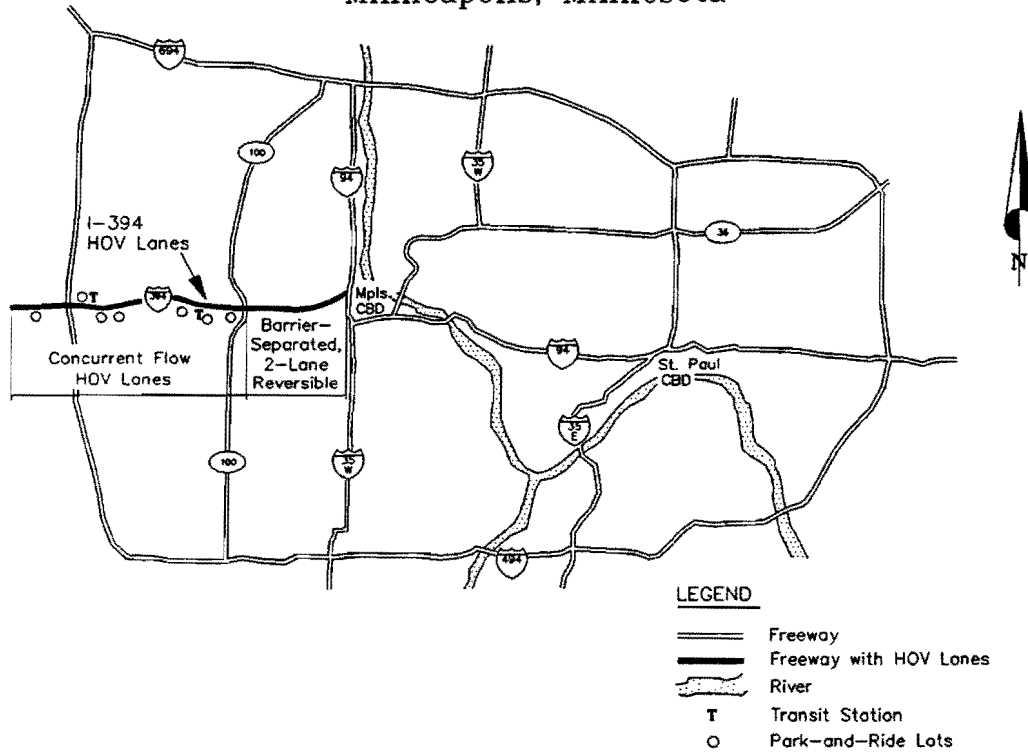 Minneapolis, Minnesota
694
100
94
35
W
36
I-394
HOV Lanes
T
394
T
Mpls.
CBD
Barrier-
Separated,
2-Lane
Reversible
Concurrent Flow
HOV Lanes
94
St. Paul
CBD
35
E
100
35
W
494
N
LEGEND
Freeway
Freeway with HOV Lanes
River
T Transit Station
Park-and-Ride Lots